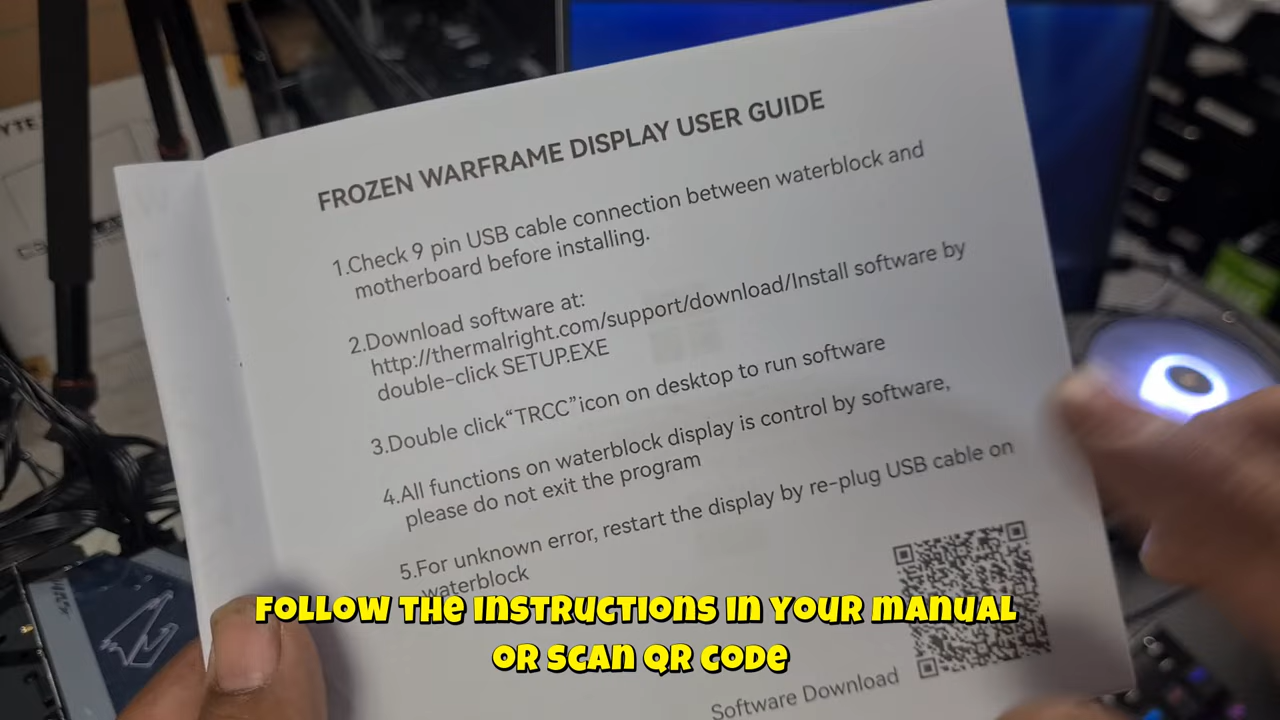 YTE
FROZEN WARFRAME DISPLAY USER GUIDE
1.Check 9 pin USB cable connection between waterblock and
motherboard before installing.
2.Download software at:
http://thermalright.com/support/download/Install software by
double-click SETUP.EXE
3.Double click“TRCC”icon on desktop to run software
4.All functions on waterblock display is control by software,
please do not exit the program
5.For unknown error, restart the display by re-plug USB cable on
waterblock
FOLLOW THE INSTRUCTIONS IN YOUR MANUAL
OR SCAN QR CODE
Software Download